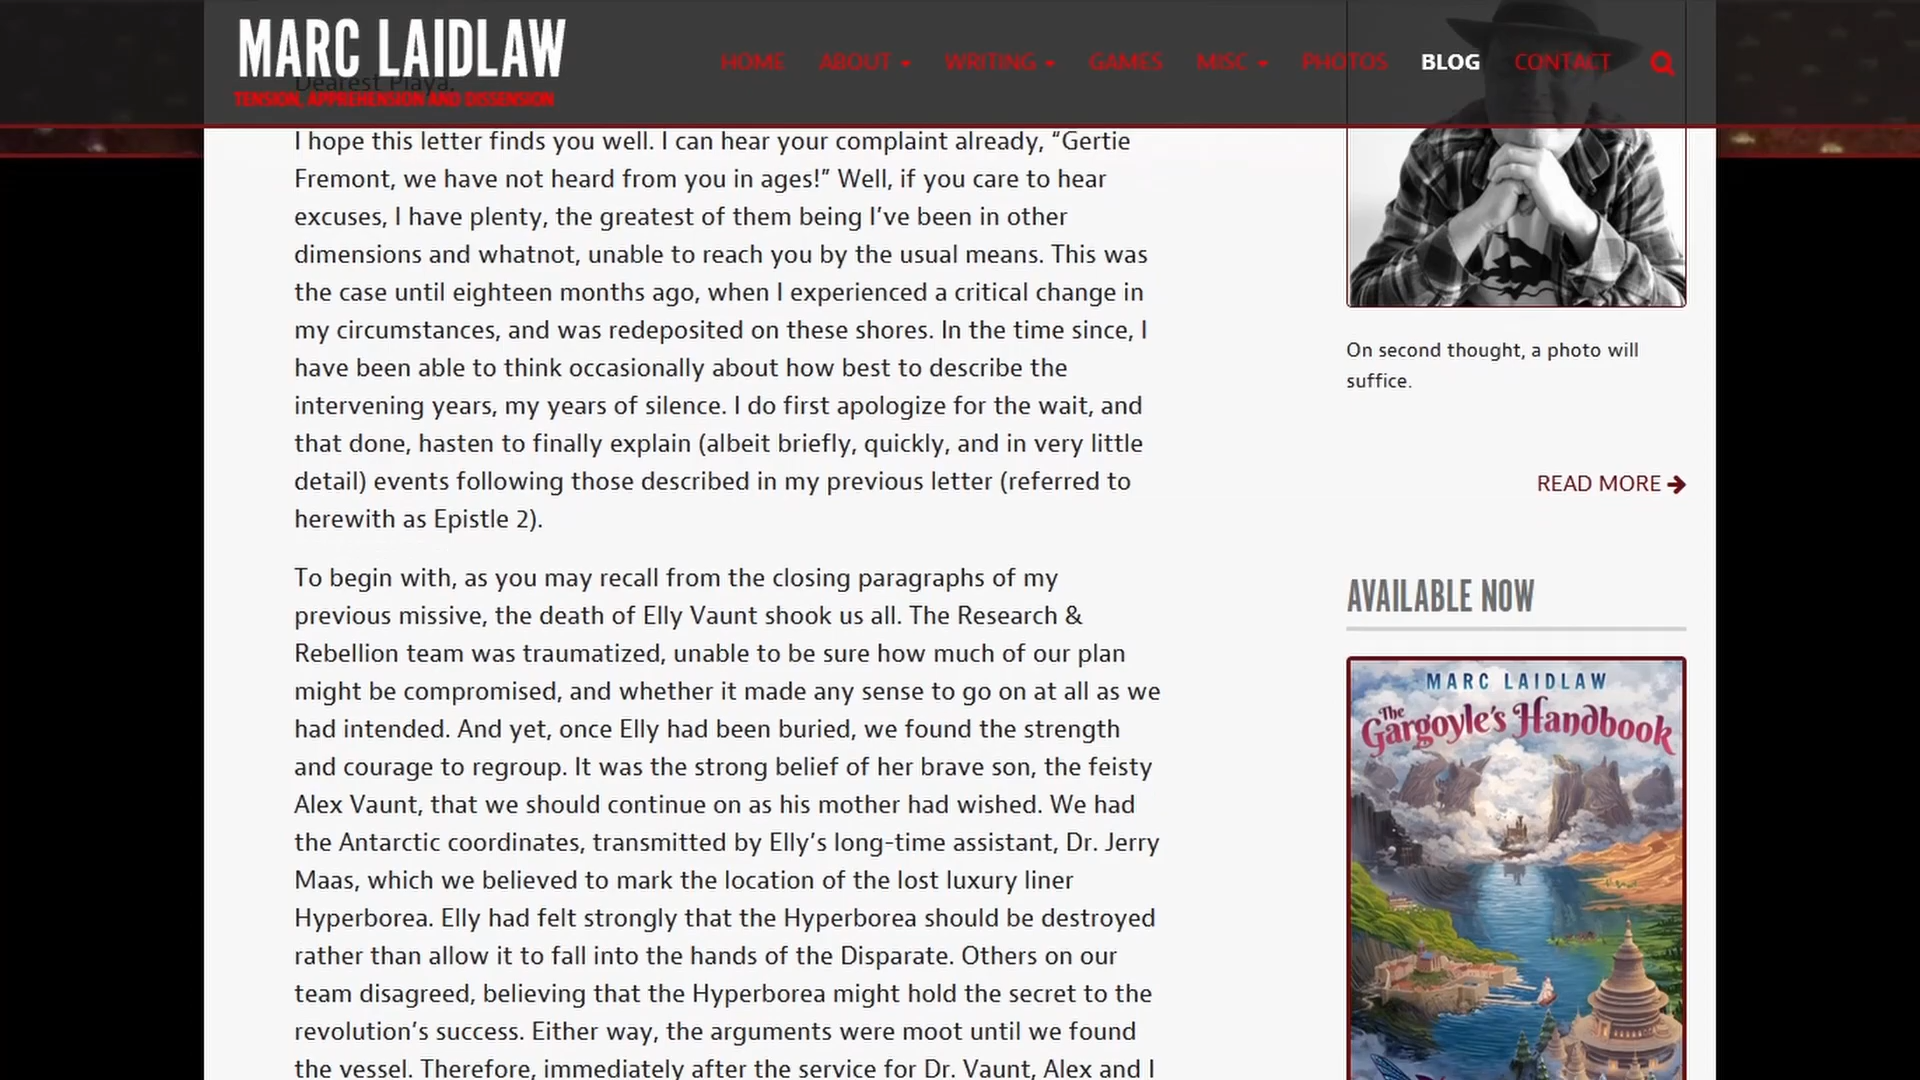 MARC LAIDLAW
TENSION, APPREHENSION AND DISSENSION
HOME ABOUT WRITING GAMES MISC PHOTOS BLOG CONTACT
Dearest Playa,
I hope this letter finds you well. I can hear your complaint already, “Gertie
Fremont, we have not heard from you in ages!” Well, if you care to hear
excuses, I have plenty, the greatest of them being I’ve been in other
dimensions and whatnot, unable to reach you by the usual means. This was
the case until eighteen months ago, when I experienced a critical change in
my circumstances, and was redeposited on these shores. In the time since, I
have been able to think occasionally about how best to describe the
intervening years, my years of silence. I do first apologize for the wait, and
that done, hasten to finally explain (albeit briefly, quickly, and in very little
detail) events following those described in my previous letter (referred to
herewith as Epistle 2).
To begin with, as you may recall from the closing paragraphs of my
previous missive, the death of Elly Vaunt shook us all. The Research &
Rebellion team was traumatized, unable to be sure how much of our plan
might be compromised, and whether it made any sense to go on at all as we
had intended. And yet, once Elly had been buried, we found the strength
and courage to regroup. It was the strong belief of her brave son, the feisty
Alex Vaunt, that we should continue on as his mother had wished. We had
the Antarctic coordinates, transmitted by Elly’s long-time assistant, Dr. Jerry
Maas, which we believed to mark the location of the lost luxury liner
Hyperborea. Elly had felt strongly that the Hyperborea should be destroyed
rather than allow it to fall into the hands of the Disparate. Others on our
team disagreed, believing that the Hyperborea might hold the secret to the
revolution’s success. Either way, the arguments were moot until we found
the vessel. Therefore, immediately after the service for Dr. Vaunt, Alex and I
On second thought, a photo will
suffice.
READ MORE
AVAILABLE NOW
MARC LAIDLAW
The
Gargoyle's Handbook